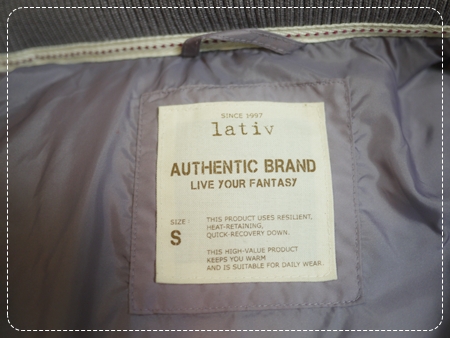 SINCE 1997
lativ
AUTHENTIC BRAND
LIVE YOUR FANTASY
SIZE
S
THIS PRODUCT USES RESILIENT,
HEAT-RETAINING,
QUICK-RECOVERY DOWN.
THIS HIGH-VALUE PRODUCT
KEEPS YOU WARM
AND IS SUITABLE FOR DAILY WEAR.